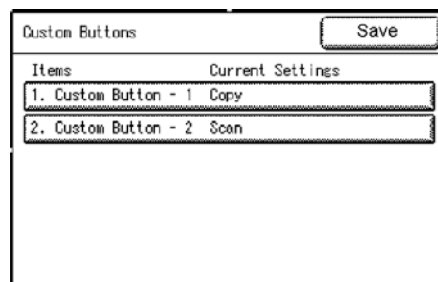 Custom Buttons
Save
Items Current Settings
1. Custom Button - 1 Copy
2. Custom Button - 2 Scan